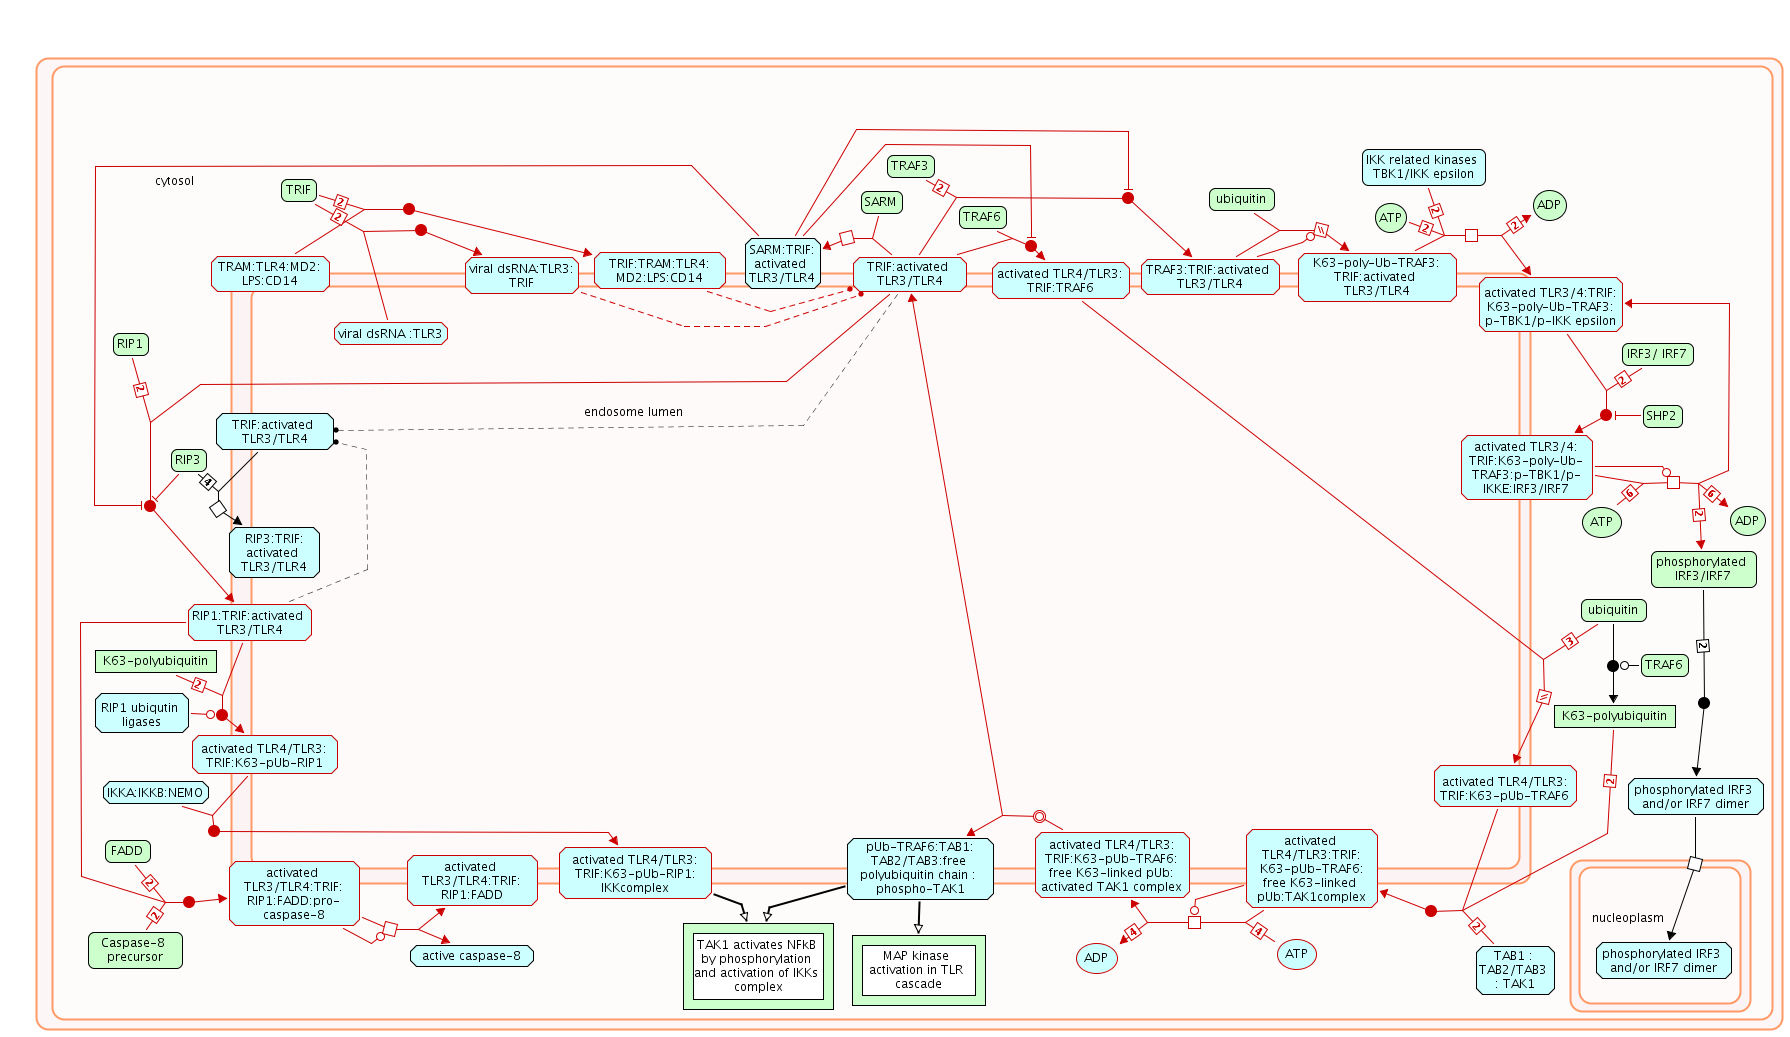 cytosol
TRIF
2
2
TRAM:TLR4:MD2:
LPS:CD14
viral dsRNA:TLR3:
TRIF
TRIF:TRAM:TLR4:
MD2:LPS:CD14
viral dsRNA :TLR3
SARM:TRIF:
activated
TLR3/TLR4
TRAF3
2
SARM
TRAF6
TRIF:activated
TLR3/TLR4
activated TLR4/TLR3:
TRIF:TRAF6
TRAF3:TRIF:activated
TLR3/TLR4
ubiquitin
K63-poly-Ub-TRAF3:
TRIF:activated
TLR3/TLR4
IKK related kinases
TBK1/IKK epsilon
2
ATP
2
2
ADP
activated TLR3/4:TRIF:
K63-poly-Ub-TRAF3:
p-TBK1/p-IKK epsilon
IRF3/ IRF7
2
SHP2
activated TLR3/4:
TRIF:K63-poly-Ub-
TRAF3:p-TBK1/p-
IKKE:IRF3/IRF7
6
ATP
6
ADP
2
phosphorylated
IRF3/IRF7
2
RIP1
2
TRIF:activated
TLR3/TLR4
endosome lumen
RIP3
4
RIP3:TRIF:
activated
TLR3/TLR4
RIP1:TRIF:activated
TLR3/TLR4
K63-polyubiquitin
2
RIP1 ubiqutin
ligases
activated TLR4/TLR3:
TRIF:K63-pUb-RIP1
IKKA:IKKB:NEMO
ubiquitin
3
TRAF6
K63-polyubiquitin
2
activated TLR4/TLR3:
TRIF:K63-pUb-TRAF6
phosphorylated IRF3
and/or IRF7 dimer
FADD
2
2
Caspase-8
precursor
activated
TLR3/TLR4:TRIF:
RIP1:FADD:pro-
caspase-8
activated
TLR3/TLR4:TRIF:
RIP1:FADD
active caspase-8
activated TLR4/TLR3:
TRIF:K63-pUb-RIP1:
IKKcomplex
pUb-TRAF6:TAB1:
TAB2/TAB3:free
polyubiquitin chain :
phospho-TAK1
activated TLR4/TLR3:
TRIF:K63-pUb-TRAF6:
free K63-linked pUb:
activated TAK1 complex
activated
TLR4/TLR3:TRIF:
K63-pUb-TRAF6:
free K63-linked
pUb:TAK1complex
4
ADP
4
ATP
2
TAB1 :
TAB2/TAB3
: TAK1
TAK1 activates NFkB
by phosphorylation
and activation of IKKs
complex
MAP kinase
activation in TLR
cascade
nucleoplasm
phosphorylated IRF3
and/or IRF7 dimer